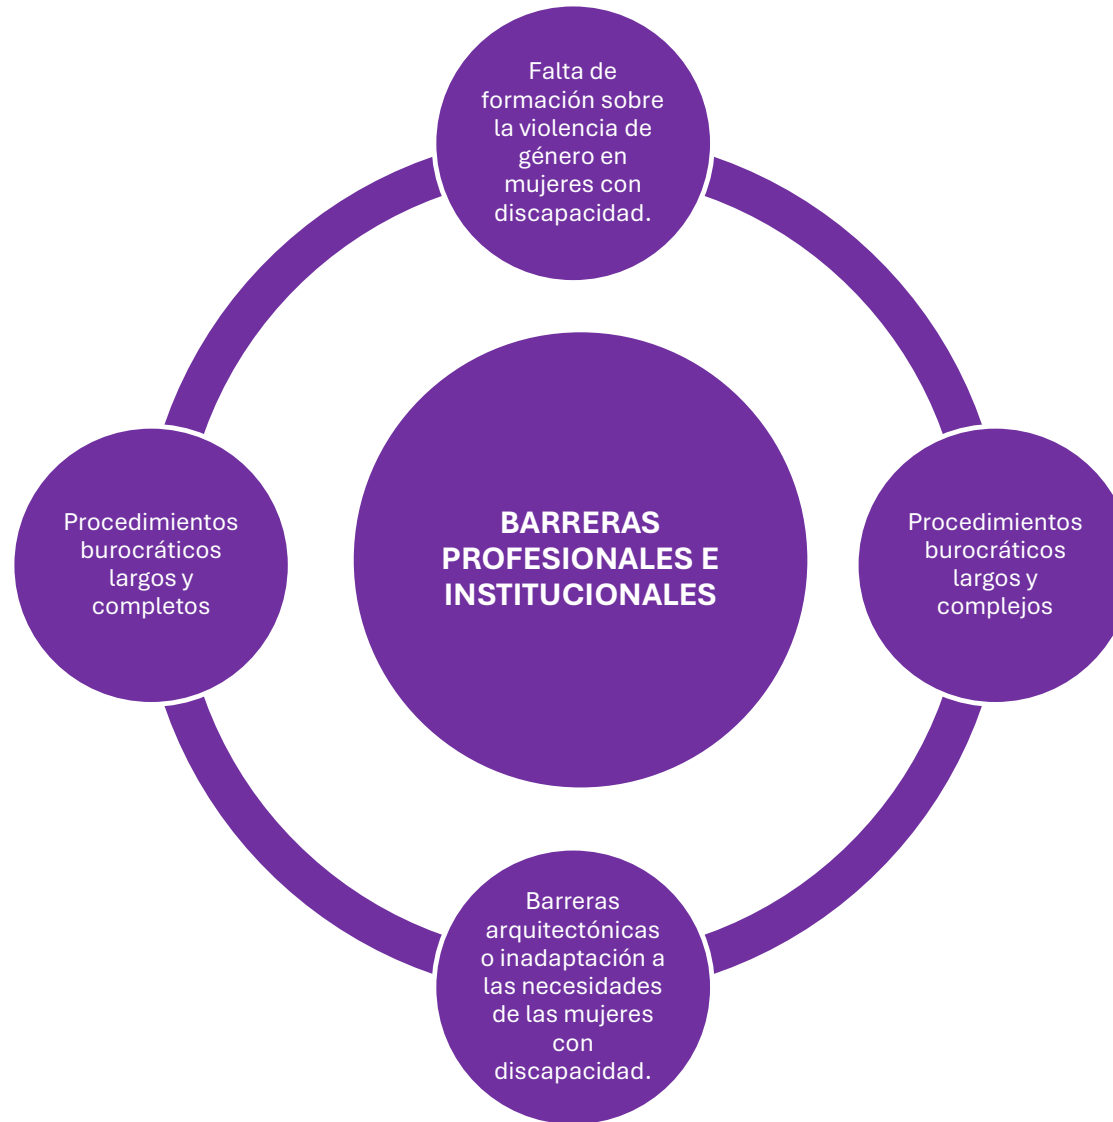 Falta de
formación sobre
la violencia de
género en
mujeres con
discapacidad.
Procedimientos
burocráticos
largos y
completos
BARRERAS
PROFESIONALES E
INSTITUCIONALES
Procedimientos
burocráticos
largos y
complejos
Barreras
arquitectónicas
o inadaptación a
las necesidades
de las mujeres
con
discapacidad.